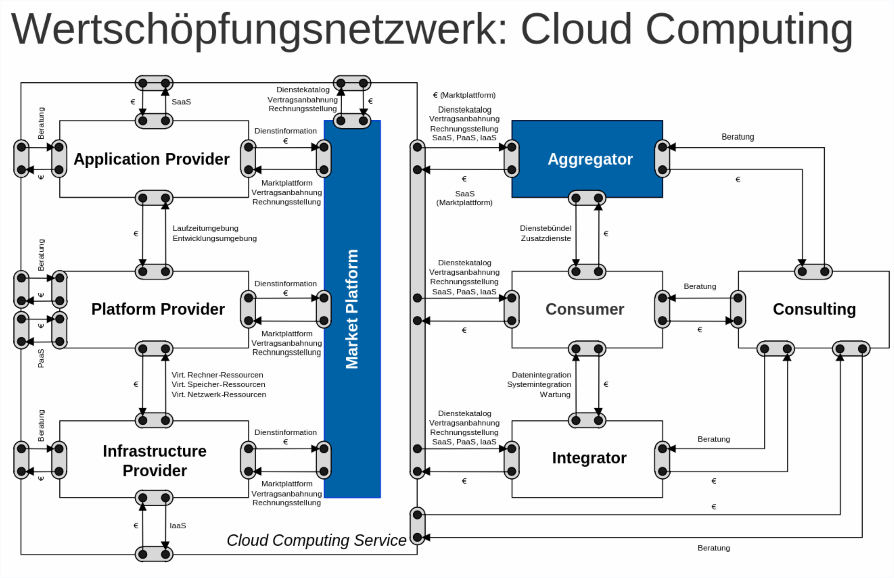 Wertschöpfungsnetzwerk: Cloud Computing
€
SaaS
Dienstekatalog
Vertragsanbahnung
Rechnungsstellung
€
€ (Marktplattform)
Dienstekatalog
Vertragsanbahnung
Rechnungsstellung
SaaS, PaaS, IaaS
€
SaaS
(Marktplattform)
Beratung
€
Application Provider
Dienstinformation
€
Marktplattform
Vertragsanbahnung
Rechnungsstellung
Aggregator
Beratung
€
€
Laufzeitumgebung
Entwicklungsumgebung
Dienstebündel
Zusatzdienste
€
Beratung
€
€
PaaS
Platform Provider
Dienstinformation
€
Marktplattform
Vertragsanbahnung
Rechnungsstellung
Market Platform
Dienstekatalog
Vertragsanbahnung
Rechnungsstellung
SaaS, PaaS, IaaS
€
Consumer
Beratung
€
Consulting
€
Virt. Rechner-Ressourcen
Virt. Speicher-Ressourcen
Virt. Netzwerk-Ressourcen
Datenintegration
Systemintegration
Wartung
€
Beratung
€
Infrastructure
Provider
Dienstinformation
€
Marktplattform
Vertragsanbahnung
Rechnungsstellung
Dienstekatalog
Vertragsanbahnung
Rechnungsstellung
SaaS, PaaS, IaaS
€
Integrator
Beratung
€
€
IaaS
Cloud Computing Service
€
Beratung